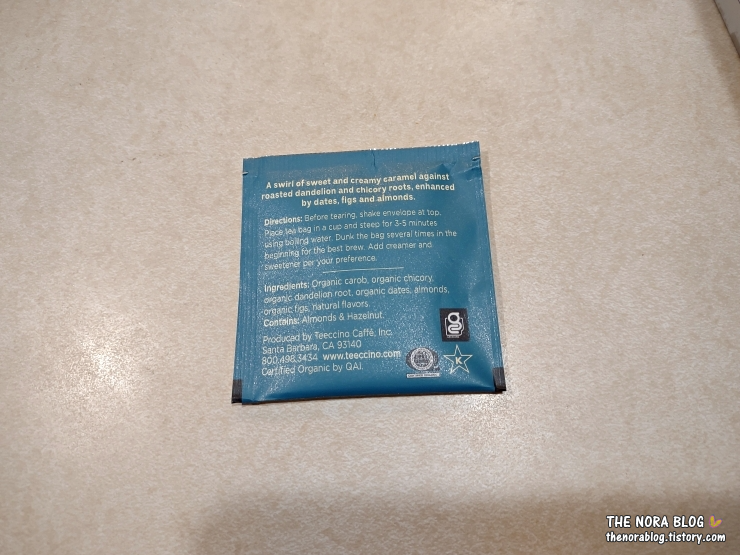 A swirl of sweet and creamy caramel against
roasted dandelion and chicory roots, enhanced
by dates, figs and almonds.
Directions: Before tearing, shake envelope at top.
Place tea bag in a cup and steep for 3-5 minutes
using boiling water. Dunk the bag several times in the
beginning for the best brew. Add creamer and
sweetener per your preference.
Ingredients: Organic carob, organic chicory,
organic dandelion root, organic dates, almonds,
organic figs, natural flavors.
Contains: Almonds & Hazelnut.
Produced by Teeccino Caffé, Inc.
Santa Barbara, CA 93140
800.498.3434 www.teeccino.com
Certified Organic by QAI.
K
THE NORA BLOG
thenorablog.tistory.com